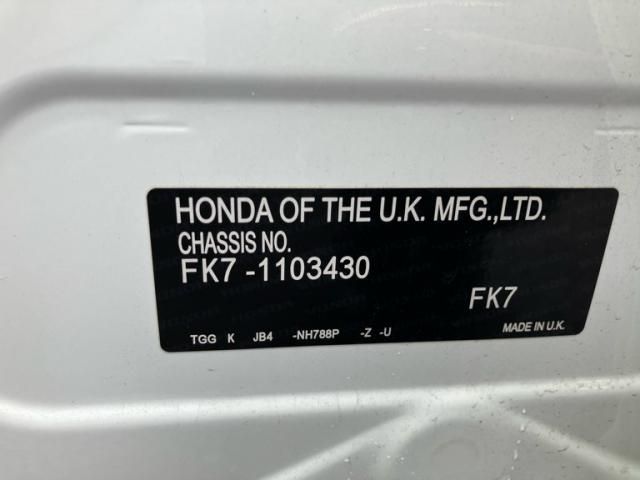 HONDA OF THE U.K. MFG.,LTD.
CHASSIS NO.
FK7 -1103430
FK7
TGG K JB4 -NH788P -Z -U
MADE IN U.K.